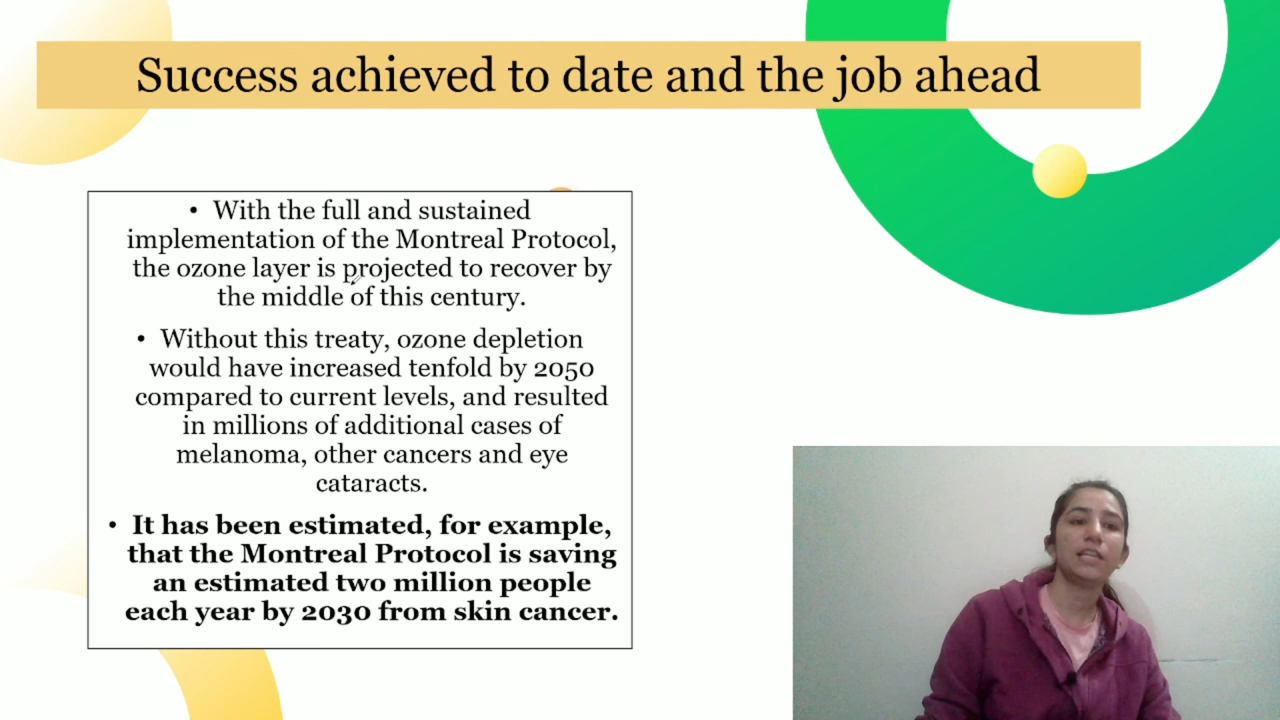 Success achieved to date and the job ahead
• With the full and sustained
implementation of the Montreal Protocol,
the ozone layer is projected to recover by
the middle of this century.
• Without this treaty, ozone depletion
would have increased tenfold by 2050
compared to current levels, and resulted
in millions of additional cases of
melanoma, other cancers and eye
cataracts.
• It has been estimated, for example,
that the Montreal Protocol is saving
an estimated two million people
each year by 2030 from skin cancer.